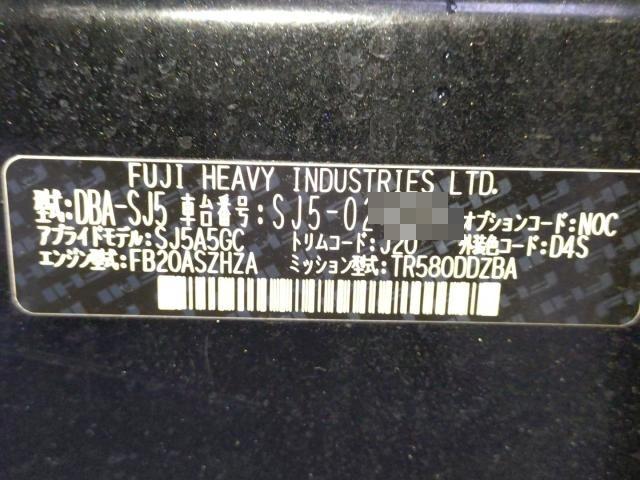 FUJI HEAVY INDUSTRIES LTD.
型式:DBA-SJ5 車台番号:SJ5-02 オプションコード:NOC
アプライドモデル:SJ5A5GC トリムコード:J20 外装色コード:D4S
エンジン型式:FB20ASZHZA ミッション型式:TR580DDZBA